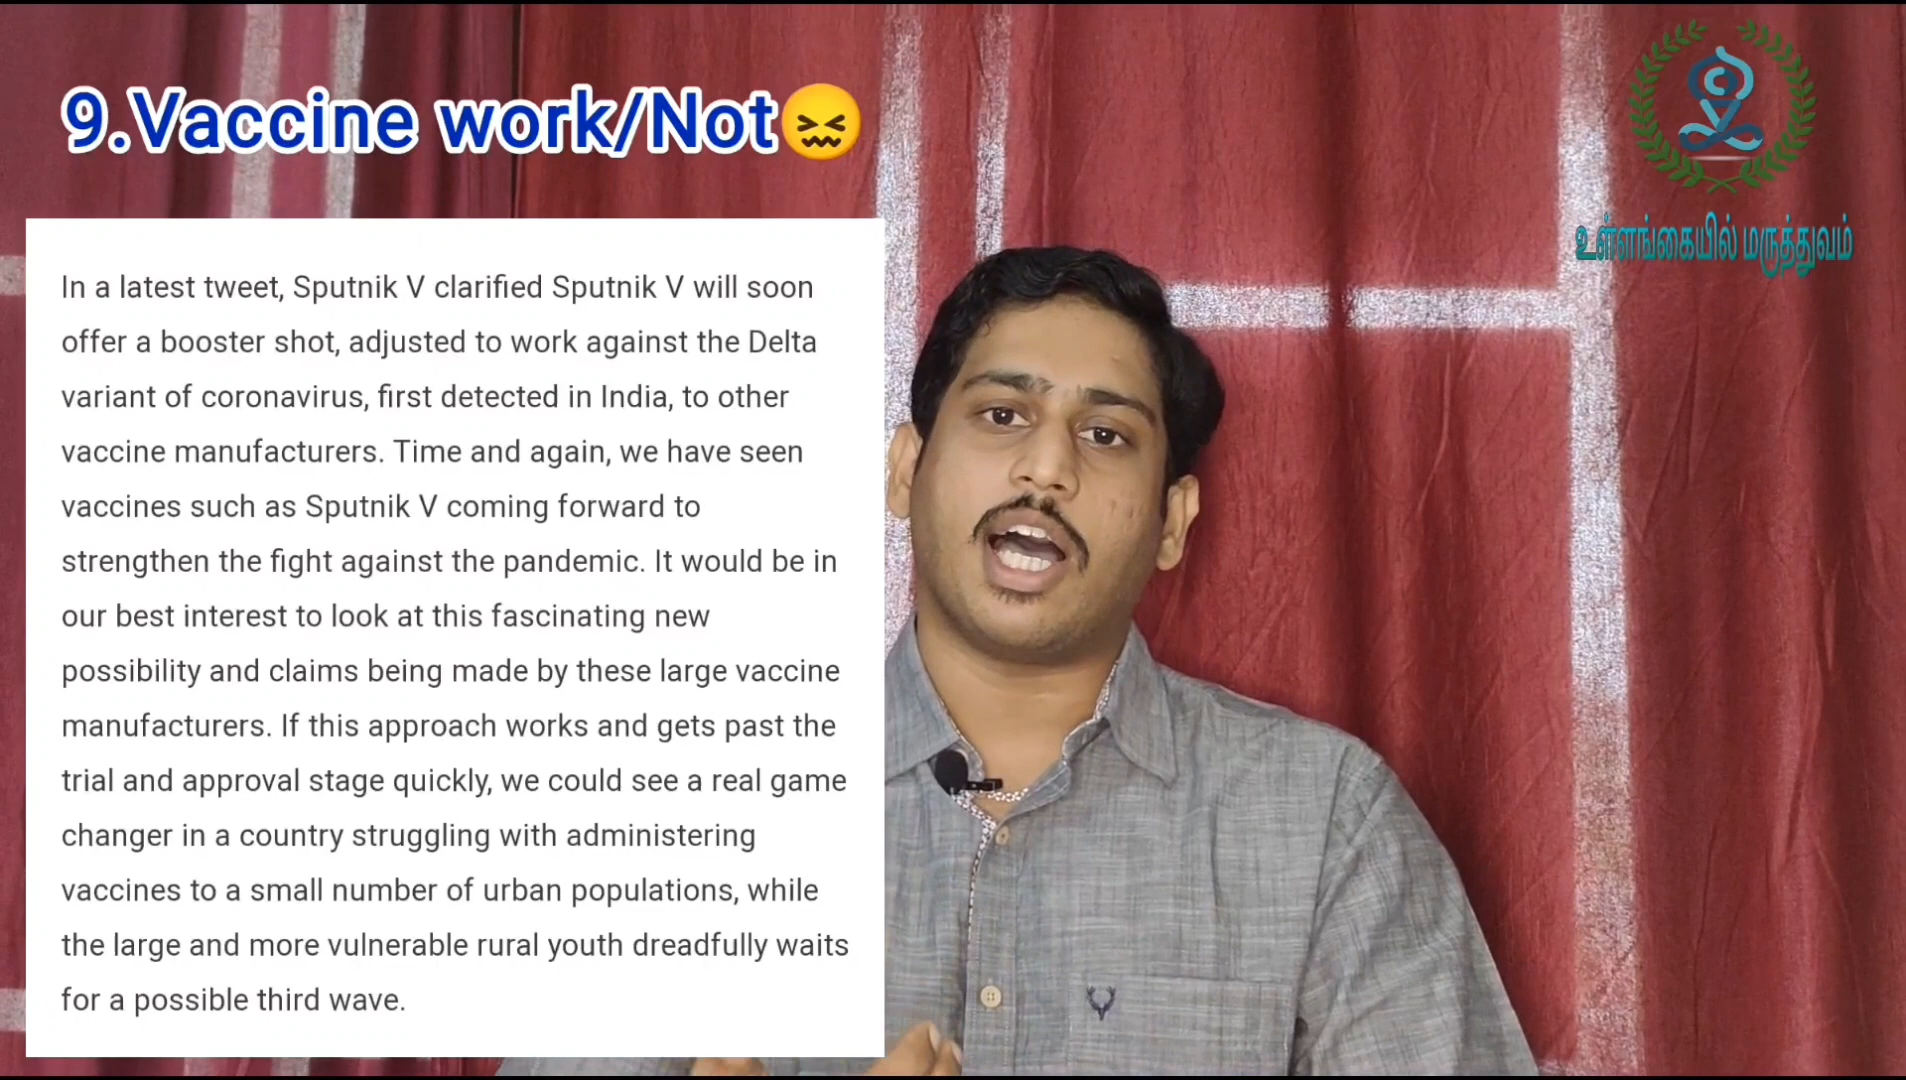 9.Vaccine work/Not😖
உள்ளங்கையில் மருத்துவம்
In a latest tweet, Sputnik V clarified Sputnik V will soon
offer a booster shot, adjusted to work against the Delta
variant of coronavirus, first detected in India, to other
vaccine manufacturers. Time and again, we have seen
vaccines such as Sputnik V coming forward to
strengthen the fight against the pandemic. It would be in
our best interest to look at this fascinating new
possibility and claims being made by these large vaccine
manufacturers. If this approach works and gets past the
trial and approval stage quickly, we could see a real game
changer in a country struggling with administering
vaccines to a small number of urban populations, while
the large and more vulnerable rural youth dreadfully waits
for a possible third wave.